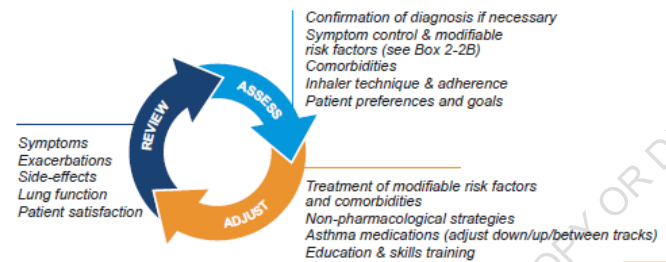 Confirmation of diagnosis if necessary
Symptom control & modifiable
risk factors (see Box 2-2B)
Comorbidities
Inhaler technique & adherence
Patient preferences and goals
ASSESS
REVIEW
Symptoms
Exacerbations
Side-effects
Lung function
Patient satisfaction
ADJUST
Treatment of modifiable risk factors
and comorbidities
Non-pharmacological strategies
Asthma medications (adjust down/up/between tracks)
Education & skills training
OR